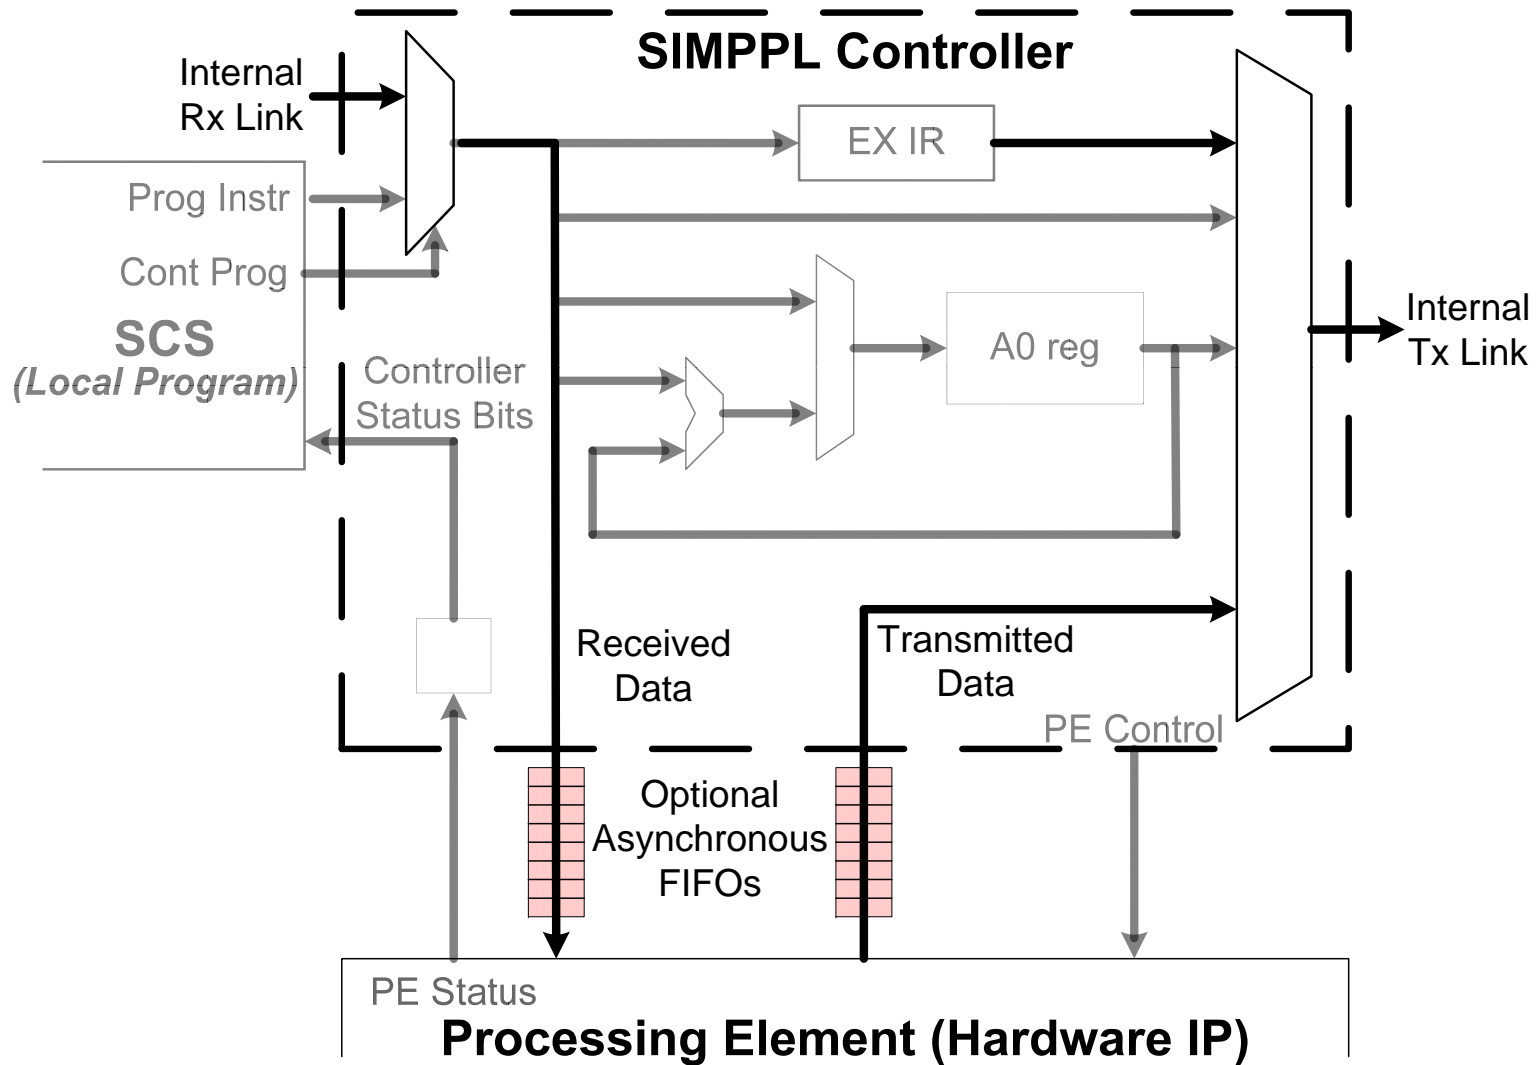 SIMPPL Controller
Internal
Rx Link
EX IR
Prog Instr
Cont Prog
SCS
(Local Program)
Controller
Status Bits
A0 reg
Internal
Tx Link
Received
Data
Transmitted
Data
PE Control
Optional
Asynchronous
FIFOs
PE Status
Processing Element (Hardware IP)